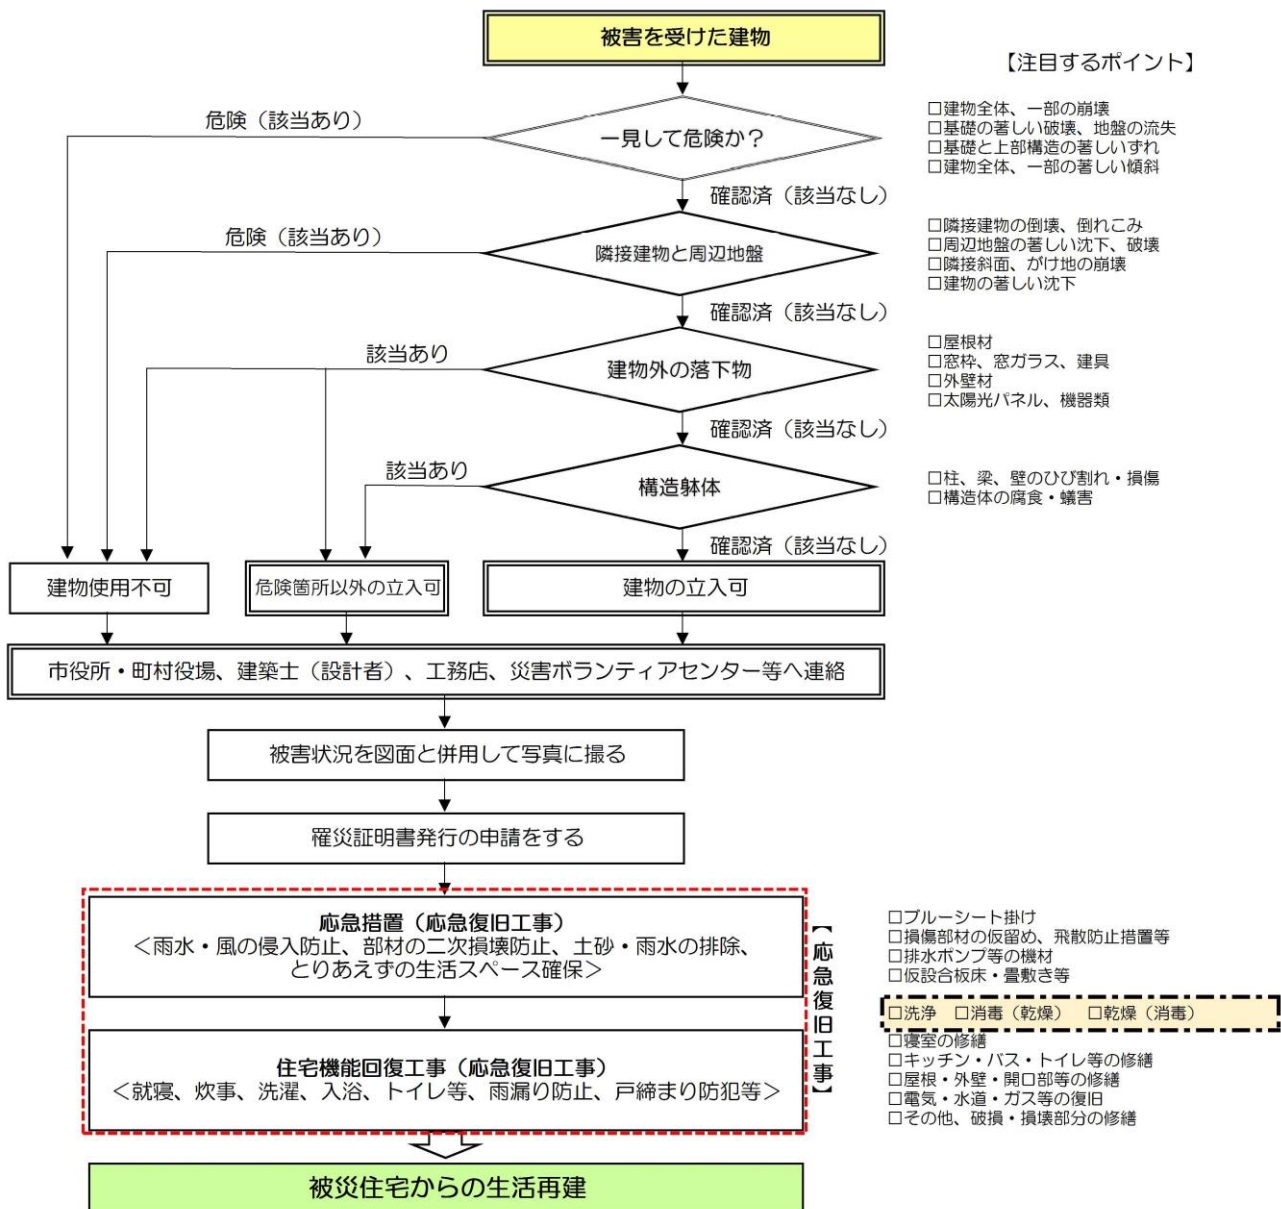 被害を受けた建物
【注目するポイント】
危険（該当あり）
一見して危険か？
□建物全体、一部の崩壊
□基礎の著しい破壊、地盤の流失
□基礎と上部構造の著しいずれ
□建物全体、一部の著しい傾斜
確認済（該当なし）
危険（該当あり）
隣接建物と周辺地盤
□隣接建物の倒壊、倒れこみ
□周辺地盤の著しい沈下、破壊
□隣接斜面、がけ地の崩壊
□建物の著しい沈下
確認済（該当なし）
該当あり
建物外の落下物
□屋根材
□窓枠、窓ガラス、建具
□外壁材
□太陽光パネル、機器類
確認済（該当なし）
該当あり
構造躰体
□柱、梁、壁のひび割れ・損傷
□構造体の腐食・蟻害
確認済（該当なし）
建物使用不可
危険箇所以外の立入可
建物の立入可
市役所・町村役場、建築士（設計者）、工務店、災害ボランティアセンター等へ連絡
被害状況を図面と併用して写真に撮る
罹災証明書発行の申請をする
応急措置（応急復旧工事）
＜雨水・風の侵入防止、部材の二次損壊防止、土砂・雨水の排除、
とりあえずの生活スペース確保＞
住宅機能回復工事（応急復旧工事）
＜就寝、炊事、洗濯、入浴、トイレ等、雨漏り防止、戸締まり防犯等＞
【応急復旧工事】
□ブルーシート掛け
□損傷部材の仮留め、飛散防止措置等
□排水ポンプ等の機材
□仮設合板床・畳敷き等
□洗浄　□消毒（乾燥）　□乾燥（消毒）
□寝室の修繕
□キッチン・バス・トイレ等の修繕
□屋根・外壁・開口部等の修繕
□電気・水道・ガス等の復旧
□その他、破損・損壊部分の修繕
被災住宅からの生活再建